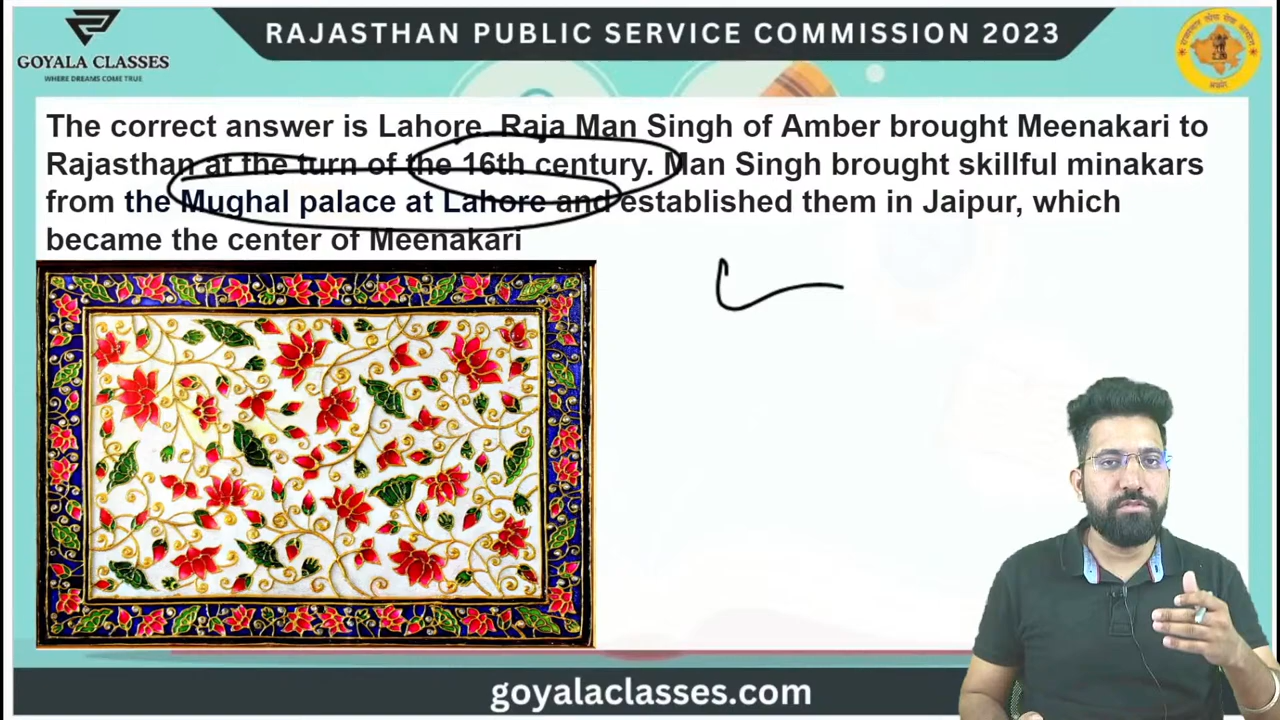 GOYALA CLASSES
WHERE DREAMS COME TRUE
RAJASTHAN PUBLIC SERVICE COMMISSION 2023
The correct answer is Lahore. Raja Man Singh of Amber brought Meenakari to
Rajasthan at the turn of the 16th century. Man Singh brought skillful minakars
from the Mughal palace at Lahore and established them in Jaipur, which
became the center of Meenakari
goyalaclasses.com